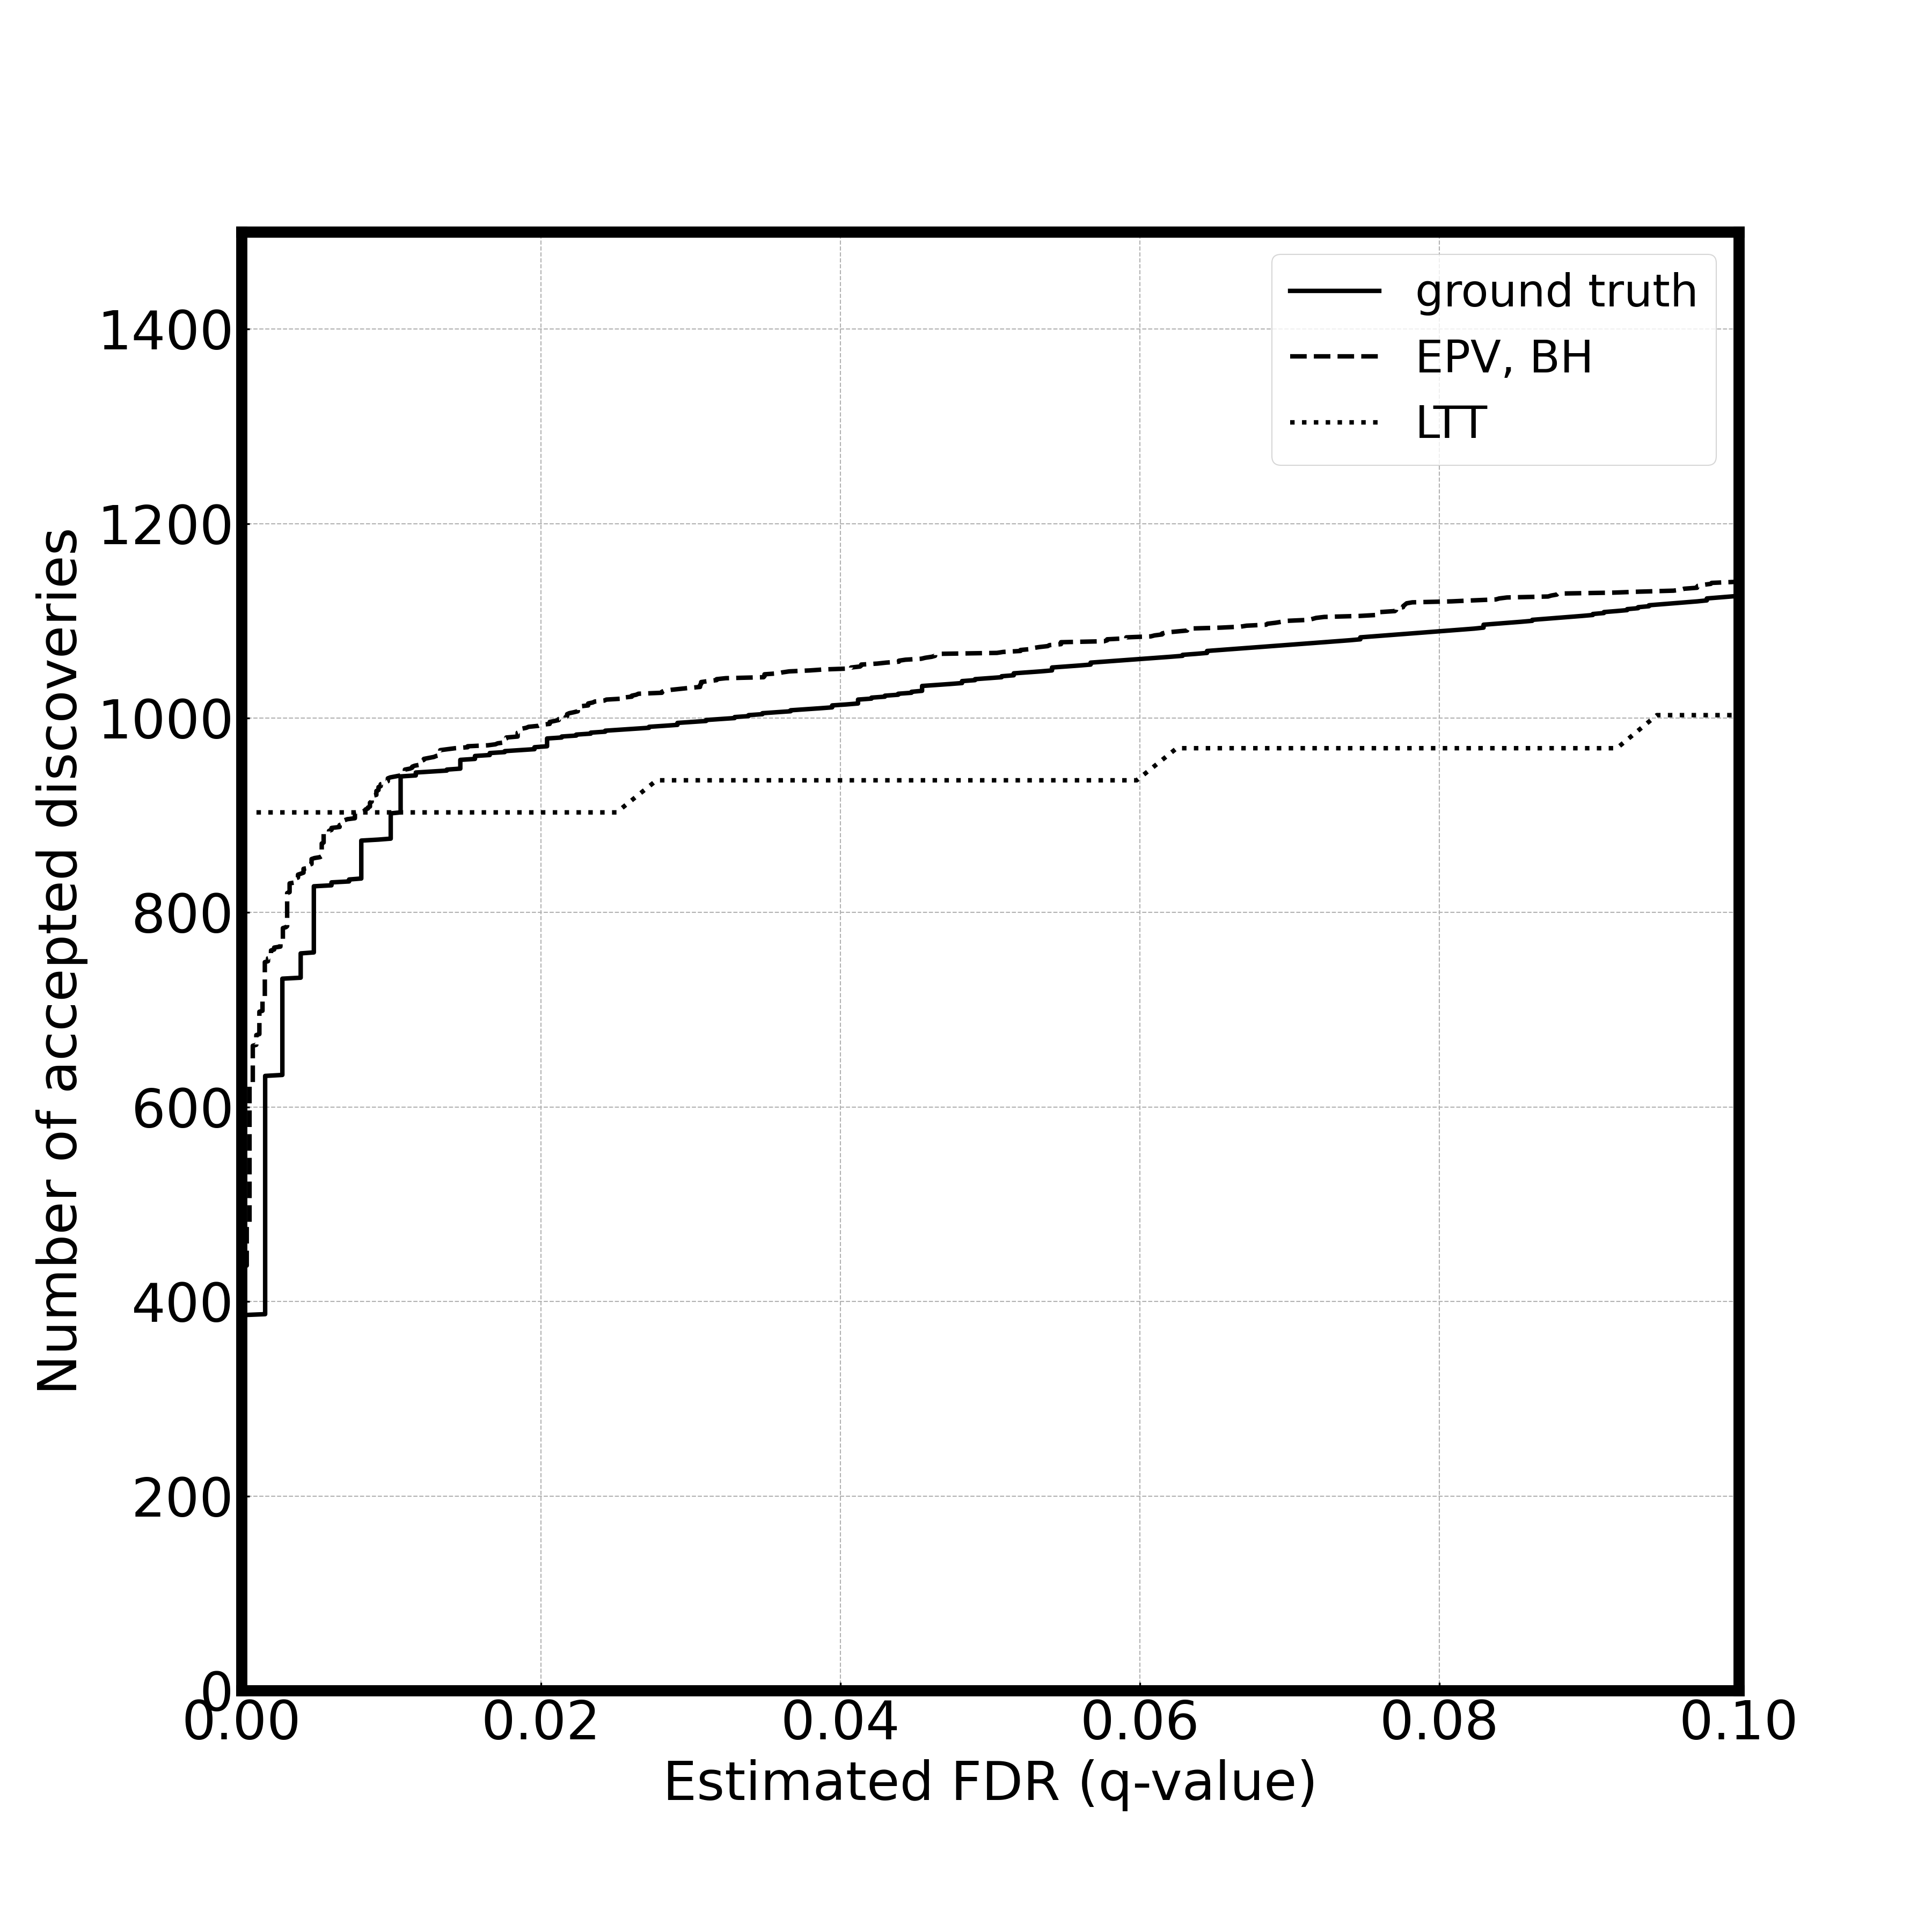 ground truth
EPV, BH
LTT
1400
1200
1000
800
600
400
200
0
Number of accepted discoveries
0.00 0.02 0.04 0.06 0.08 0.10
Estimated FDR (q-value)